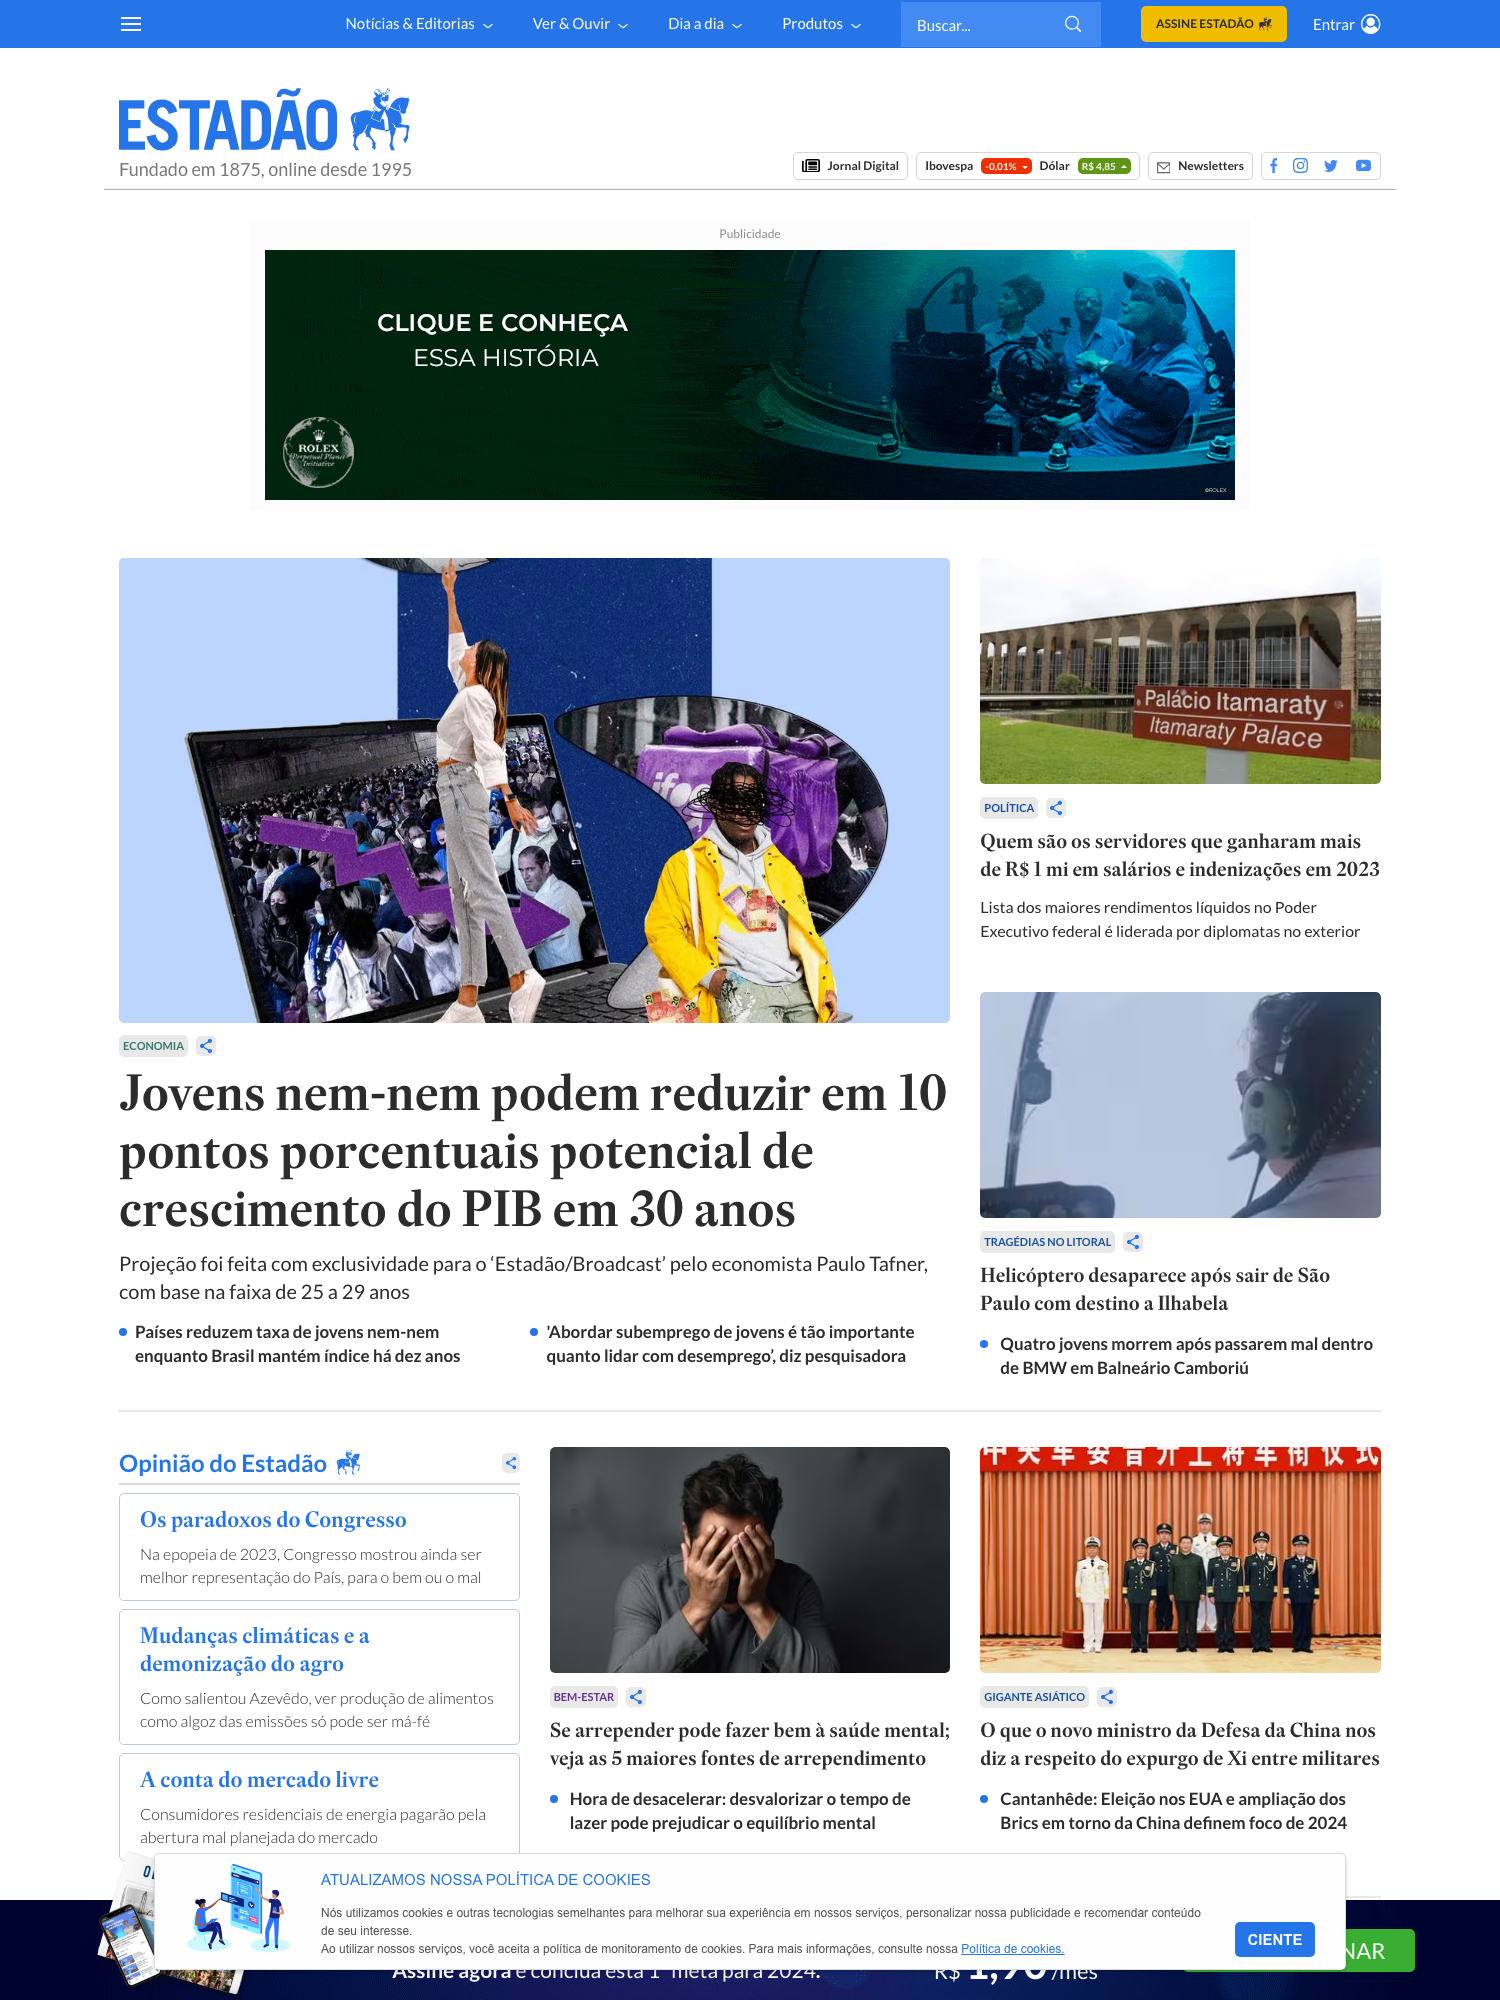 Notícias & Editorias Ver & Ouvir Dia a dia Produtos Buscar... ASSINE ESTADÃO Entrar
ESTADÃO
Fundado em 1875, online desde 1995
Jornal Digital Ibovespa -0,01% Dólar R$ 4,85 Newsletters
Publicidade
CLIQUE E CONHEÇA
ESSA HISTÓRIA
ROLEX
Perpetual Planet
Initiative
©ROLEX
ECONOMIA
Jovens nem-nem podem reduzir em 10
pontos porcentuais potencial de
crescimento do PIB em 30 anos
Projeção foi feita com exclusividade para o ‘Estadão/Broadcast’ pelo economista Paulo Tafner,
com base na faixa de 25 a 29 anos
Países reduzem taxa de jovens nem-nem
enquanto Brasil mantém índice há dez anos
'Abordar subemprego de jovens é tão importante
quanto lidar com desemprego’, diz pesquisadora
Palácio Itamaraty
Itamaraty Palace
POLÍTICA
Quem são os servidores que ganharam mais
de R$ 1 mi em salários e indenizações em 2023
Lista dos maiores rendimentos líquidos no Poder
Executivo federal é liderada por diplomatas no exterior
TRAGÉDIAS NO LITORAL
Helicóptero desaparece após sair de São
Paulo com destino a Ilhabela
Quatro jovens morrem após passarem mal dentro
de BMW em Balneário Camboriú
Opinião do Estadão
Os paradoxos do Congresso
Na epopeia de 2023, Congresso mostrou ainda ser
melhor representação do País, para o bem ou o mal
Mudanças climáticas e a
demonização do agro
Como salientou Azevêdo, ver produção de alimentos
como algoz das emissões só pode ser má-fé
A conta do mercado livre
Consumidores residenciais de energia pagarão pela
abertura mal planejada do mercado
BEM-ESTAR
Se arrepender pode fazer bem à saúde mental;
veja as 5 maiores fontes de arrependimento
Hora de desacelerar: desvalorizar o tempo de
lazer pode prejudicar o equilíbrio mental
中央军委晋升上将军衔仪式
GIGANTE ASIÁTICO
O que o novo ministro da Defesa da China nos
diz a respeito do expurgo de Xi entre militares
Cantanhêde: Eleição nos EUA e ampliação dos
Brics em torno da China definem foco de 2024
ATUALIZAMOS NOSSA POLÍTICA DE COOKIES
Nós utilizamos cookies e outras tecnologias semelhantes para melhorar sua experiência em nossos serviços, personalizar nossa publicidade e recomendar conteúdo
de seu interesse.
Ao utilizar nossos serviços, você aceita a política de monitoramento de cookies. Para mais informações, consulte nossa Política de cookies.
CIENTE
Assine agora e conclua esta 1ª meta para 2024.
R$ 1,90 /mês
NAR